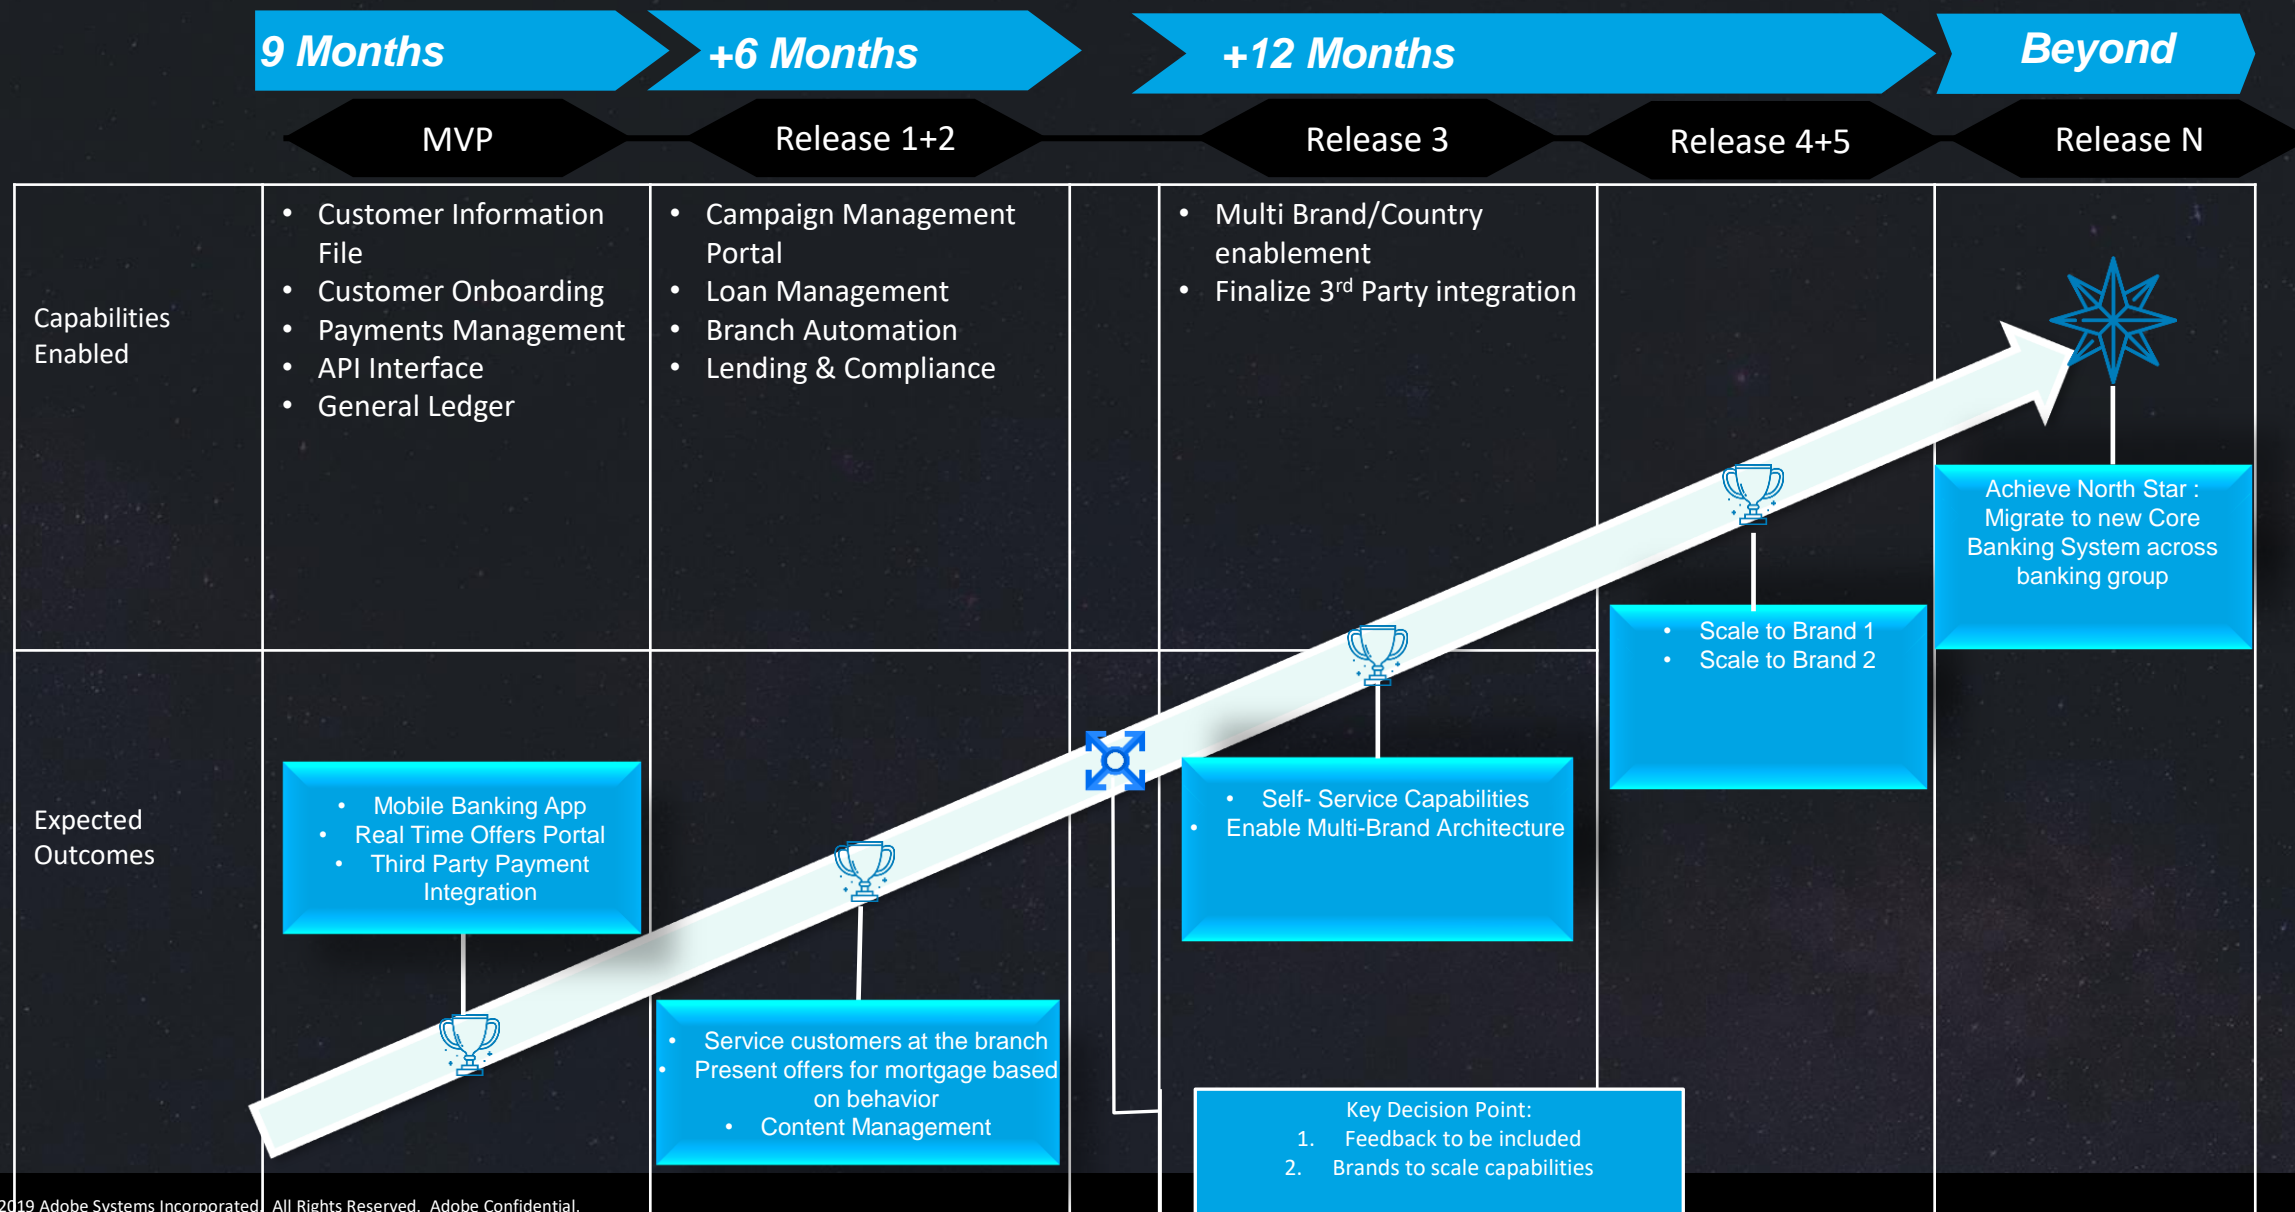 9 Months
+6 Months
+12 Months
Beyond
MVP
Release 1+2
Release 3
Release 4+5
Release N
Capabilities
Enabled
• Customer Information
File
• Customer Onboarding
• Payments Management
• API Interface
• General Ledger
• Campaign Management
Portal
• Loan Management
• Branch Automation
• Lending & Compliance
• Multi Brand/Country
enablement
• Finalize 3rd Party integration
Achieve North Star :
Migrate to new Core
Banking System across
banking group
• Scale to Brand 1
• Scale to Brand 2
Expected
Outcomes
• Mobile Banking App
• Real Time Offers Portal
• Third Party Payment
Integration
• Service customers at the branch
• Present offers for mortgage based
on behavior
• Content Management
• Self- Service Capabilities
• Enable Multi-Brand Architecture
Key Decision Point:
1. Feedback to be included
2. Brands to scale capabilities
2019 Adobe Systems Incorporated. All Rights Reserved. Adobe Confidential.